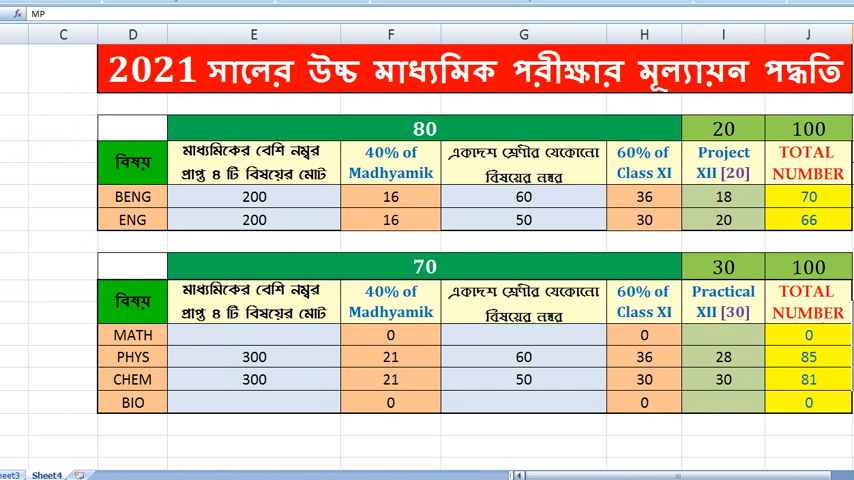 fx MP
C D E F G H I J
2021 সালের উচ্চ মাধ্যমিক পরীক্ষার মূল্যায়ন পদ্ধতি
80 20 100
বিষয় মাধ্যমিকের বেশি নম্বর প্রাপ্ত ৪ টি বিষয়ের মোট 40% of Madhyamik একাদশ শ্রেণীর যেকোনো বিষয়ের নম্বর 60% of Class XI Project XII [20] TOTAL NUMBER
BENG 200 16 60 36 18 70
ENG 200 16 50 30 20 66
70 30 100
বিষয় মাধ্যমিকের বেশি নম্বর প্রাপ্ত ৪ টি বিষয়ের মোট 40% of Madhyamik একাদশ শ্রেণীর যেকোনো বিষয়ের নম্বর 60% of Class XI Practical XII [30] TOTAL NUMBER
MATH 0 0 0
PHYS 300 21 60 36 28 85
CHEM 300 21 50 30 30 81
BIO 0 0 0
heet3 Sheet4